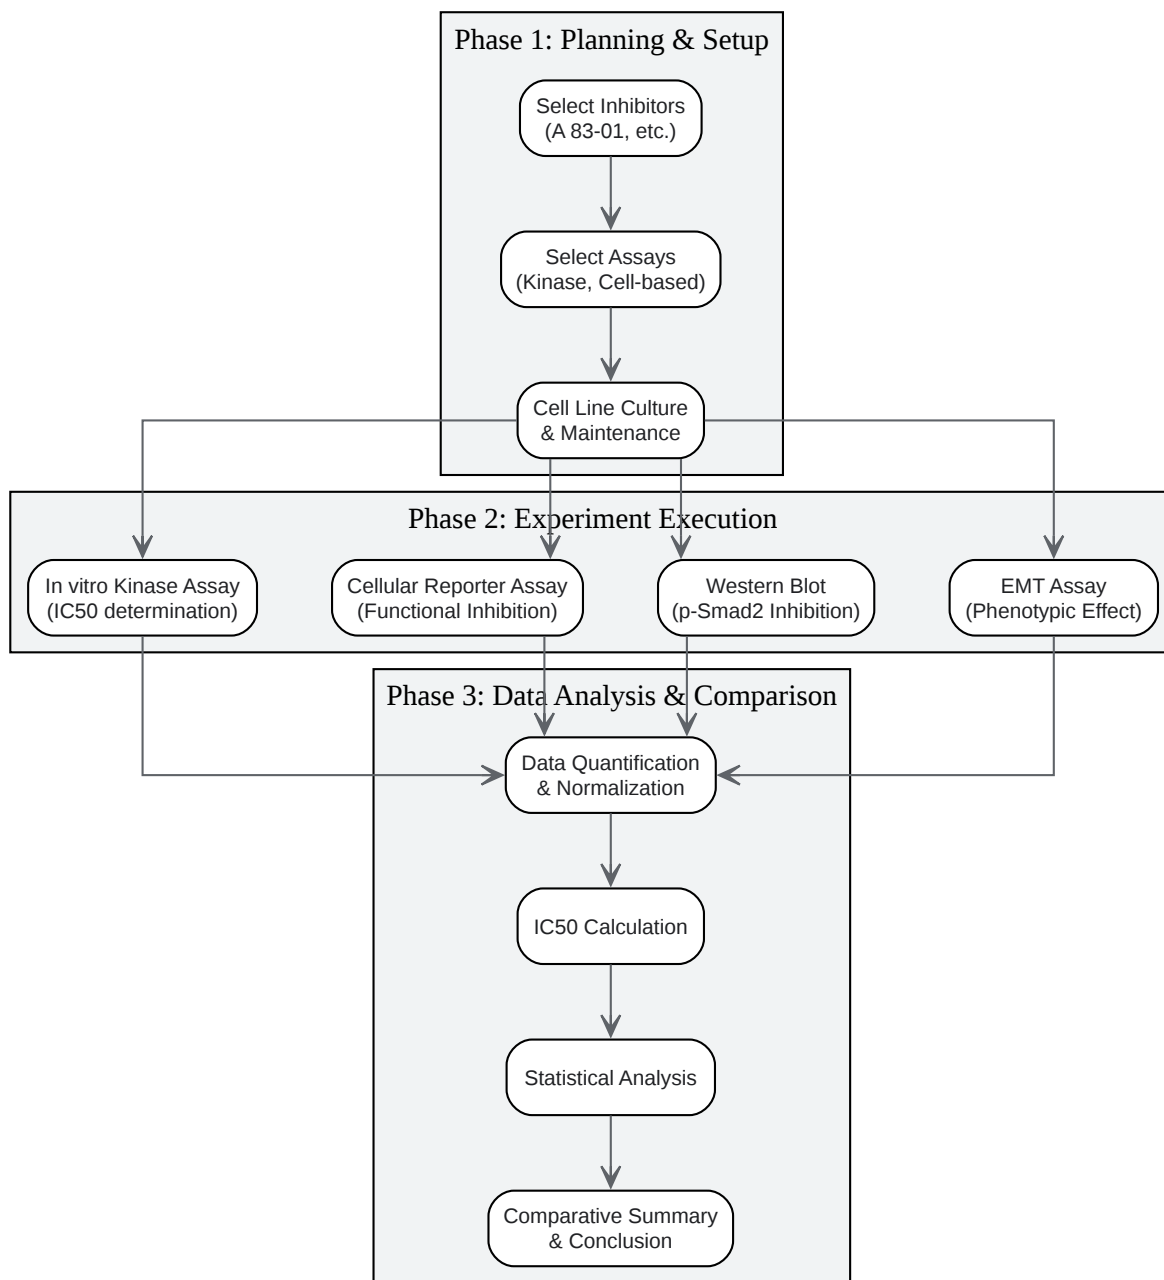 Phase 1: Planning & Setup
Select Inhibitors
(A 83-01, etc.)
Select Assays
(Kinase, Cell-based)
Cell Line Culture
& Maintenance
Phase 2: Experiment Execution
In vitro Kinase Assay
(IC50 determination)
Cellular Reporter Assay
(Functional Inhibition)
Western Blot
(p-Smad2 Inhibition)
EMT Assay
(Phenotypic Effect)
Phase 3: Data Analysis & Comparison
Data Quantification
& Normalization
IC50 Calculation
Statistical Analysis
Comparative Summary
& Conclusion